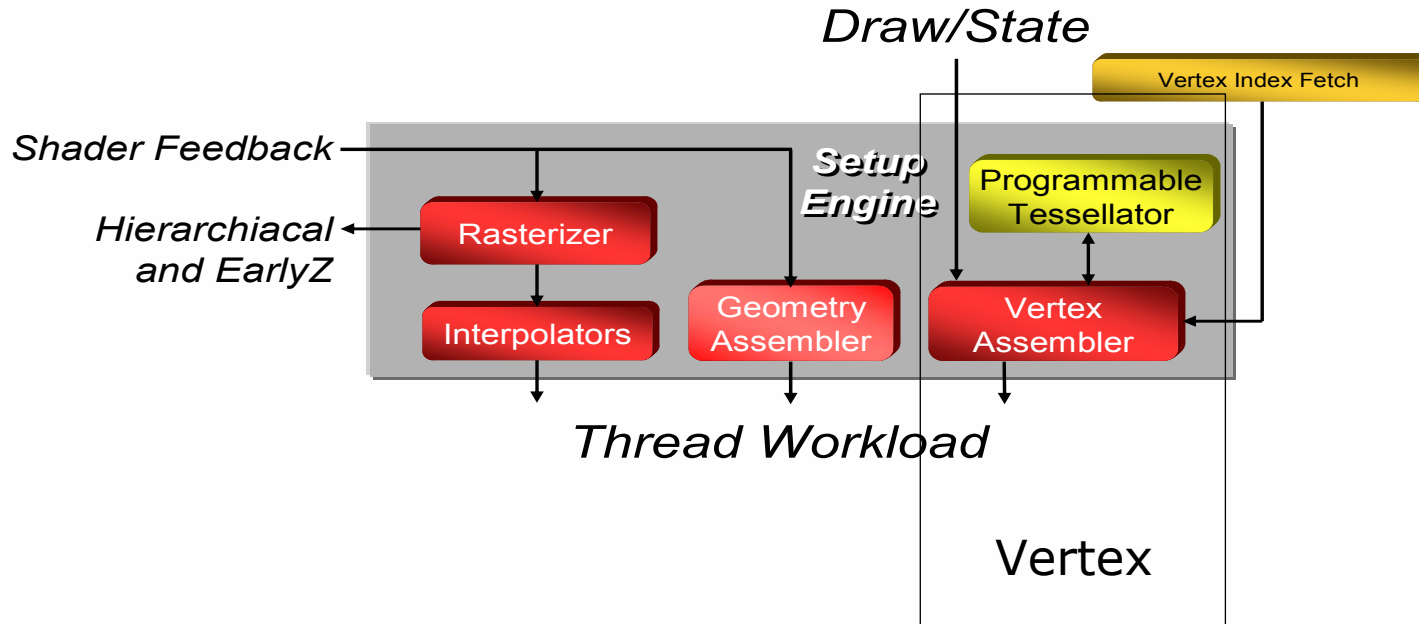 Draw/State
Vertex Index Fetch
Shader Feedback
Setup
Engine
Programmable
Tessellator
Hierarchiacal
and EarlyZ
Rasterizer
Interpolators
Geometry
Assembler
Vertex
Assembler
Thread Workload
Vertex